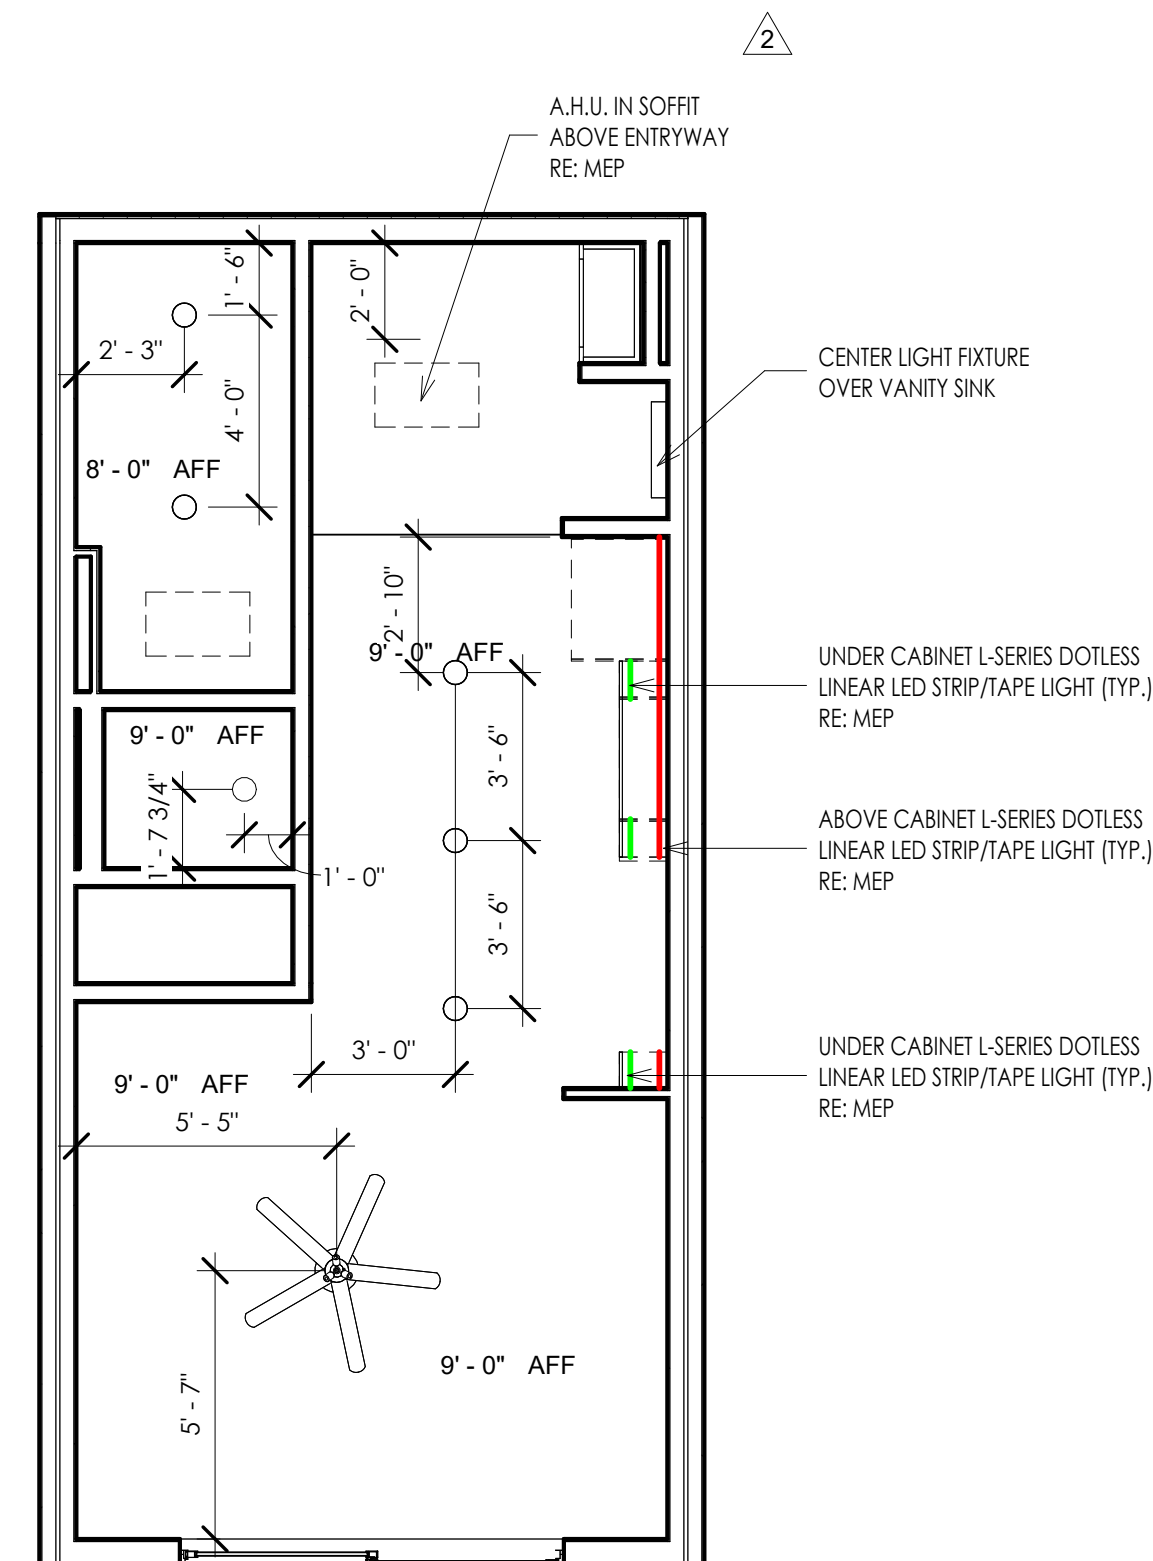 2
A.H.U. IN SOFFIT
ABOVE ENTRYWAY
RE: MEP
1' - 6"
2' - 0"
2' - 3"
4' - 0"
CENTER LIGHT FIXTURE
OVER VANITY SINK
8' - 0" AFF
2' - 10"
9' - 0" AFF
UNDER CABINET L-SERIES DOTLESS
LINEAR LED STRIP/TAPE LIGHT (TYP.)
RE: MEP
9' - 0" AFF
3' - 6"
1' - 7 3/4"
ABOVE CABINET L-SERIES DOTLESS
LINEAR LED STRIP/TAPE LIGHT (TYP.)
RE: MEP
1' - 0"
3' - 6"
3' - 0"
UNDER CABINET L-SERIES DOTLESS
LINEAR LED STRIP/TAPE LIGHT (TYP.)
RE: MEP
9' - 0" AFF
5' - 5"
9' - 0" AFF
5' - 7"